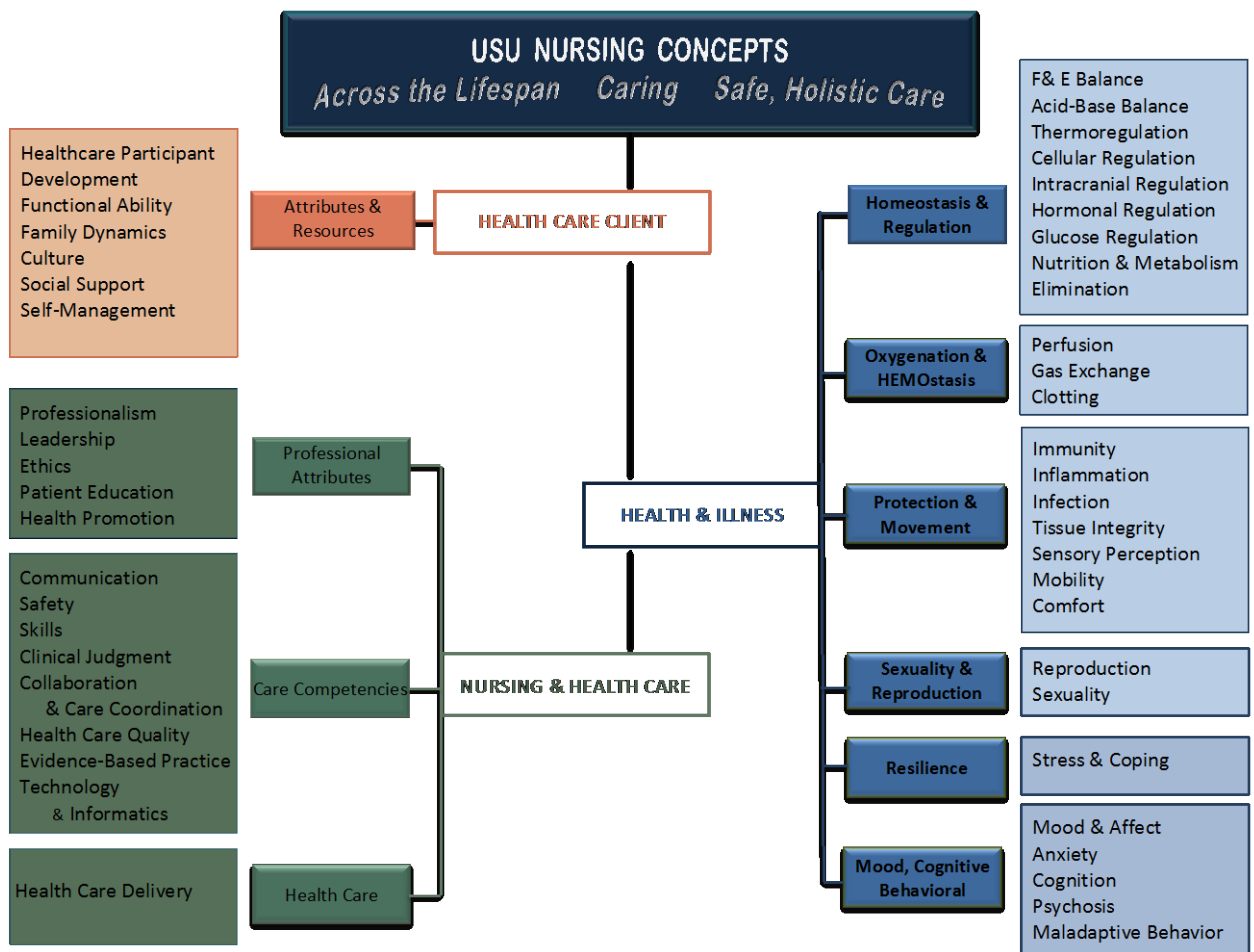 USU NURSING CONCEPTS
Across the Lifespan Caring Safe, Holistic Care
HEALTH CARE CLIENT
Attributes &
Resources
Healthcare Participant
Development
Functional Ability
Family Dynamics
Culture
Social Support
Self-Management
HEALTH & ILLNESS
Homeostasis &
Regulation
F& E Balance
Acid-Base Balance
Thermoregulation
Cellular Regulation
Intracranial Regulation
Hormonal Regulation
Glucose Regulation
Nutrition & Metabolism
Elimination
Oxygenation &
HEMOstasis
Perfusion
Gas Exchange
Clotting
Protection &
Movement
Immunity
Inflammation
Infection
Tissue Integrity
Sensory Perception
Mobility
Comfort
Sexuality &
Reproduction
Reproduction
Sexuality
Resilience
Stress & Coping
Mood, Cognitive
Behavioral
Mood & Affect
Anxiety
Cognition
Psychosis
Maladaptive Behavior
NURSING & HEALTH CARE
Professional
Attributes
Professionalism
Leadership
Ethics
Patient Education
Health Promotion
Care Competencies
Communication
Safety
Skills
Clinical Judgment
Collaboration
& Care Coordination
Health Care Quality
Evidence-Based Practice
Technology
& Informatics
Health Care
Health Care Delivery